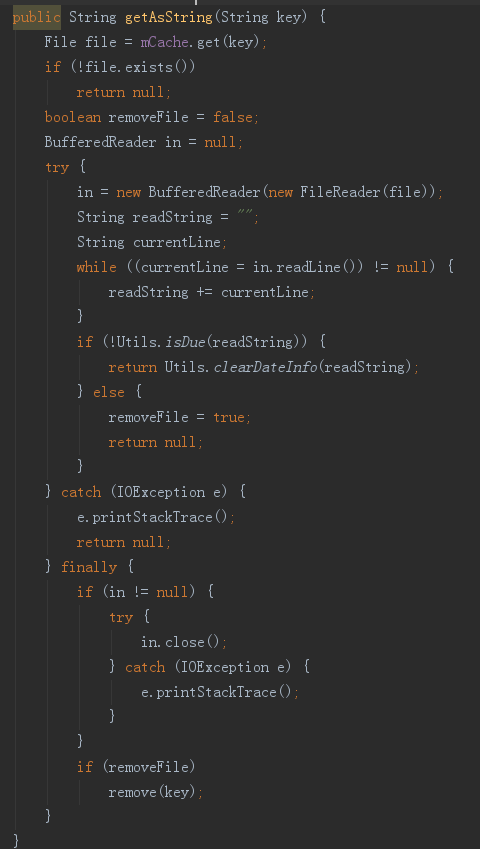 public String getAsString(String key) {
    File file = mCache.get(key);
    if (!file.exists())
        return null;
    boolean removeFile = false;
    BufferedReader in = null;
    try {
        in = new BufferedReader(new FileReader(file));
        String readString = "";
        String currentLine;
        while ((currentLine = in.readLine()) != null) {
            readString += currentLine;
        }
        if (!Utils.isDue(readString)) {
            return Utils.clearDateInfo(readString);
        } else {
            removeFile = true;
            return null;
        }
    } catch (IOException e) {
        e.printStackTrace();
        return null;
    } finally {
        if (in != null) {
            try {
                in.close();
            } catch (IOException e) {
                e.printStackTrace();
            }
        }
        if (removeFile)
            remove(key);
    }
}